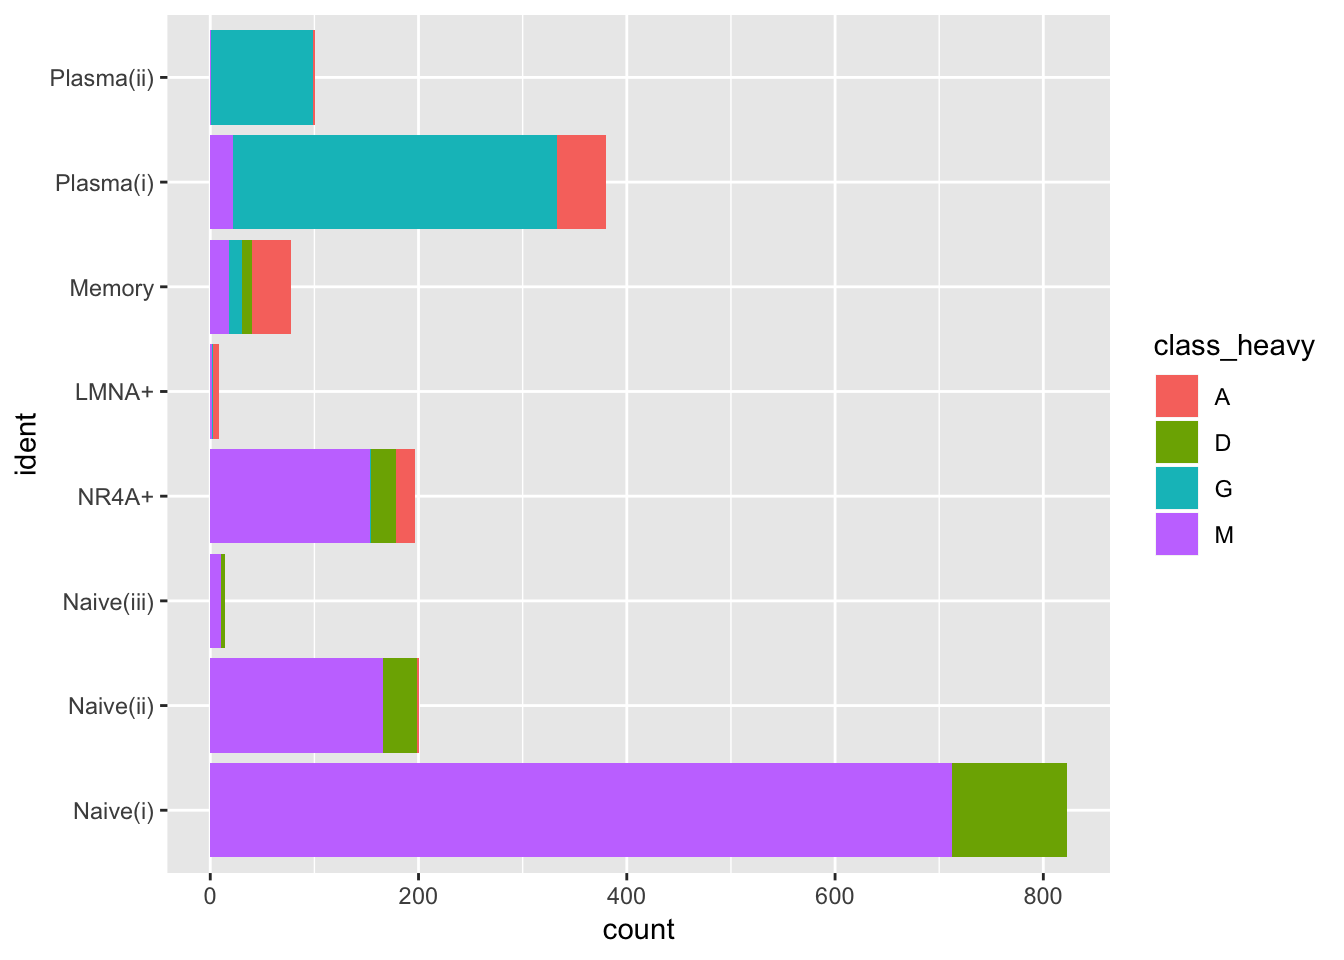 Plasma(ii)
Plasma(i)
Memory
LMNA+
NR4A+
Naive(iii)
Naive(ii)
Naive(i)
ident
0 200 400 600 800
count
class_heavy
A
D
G
M